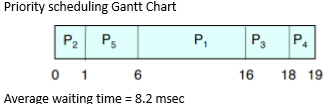 Priority scheduling Gantt Chart
P2 P5 P1 P3 P4
0 1 6 16 18 19
Average waiting time = 8.2 msec